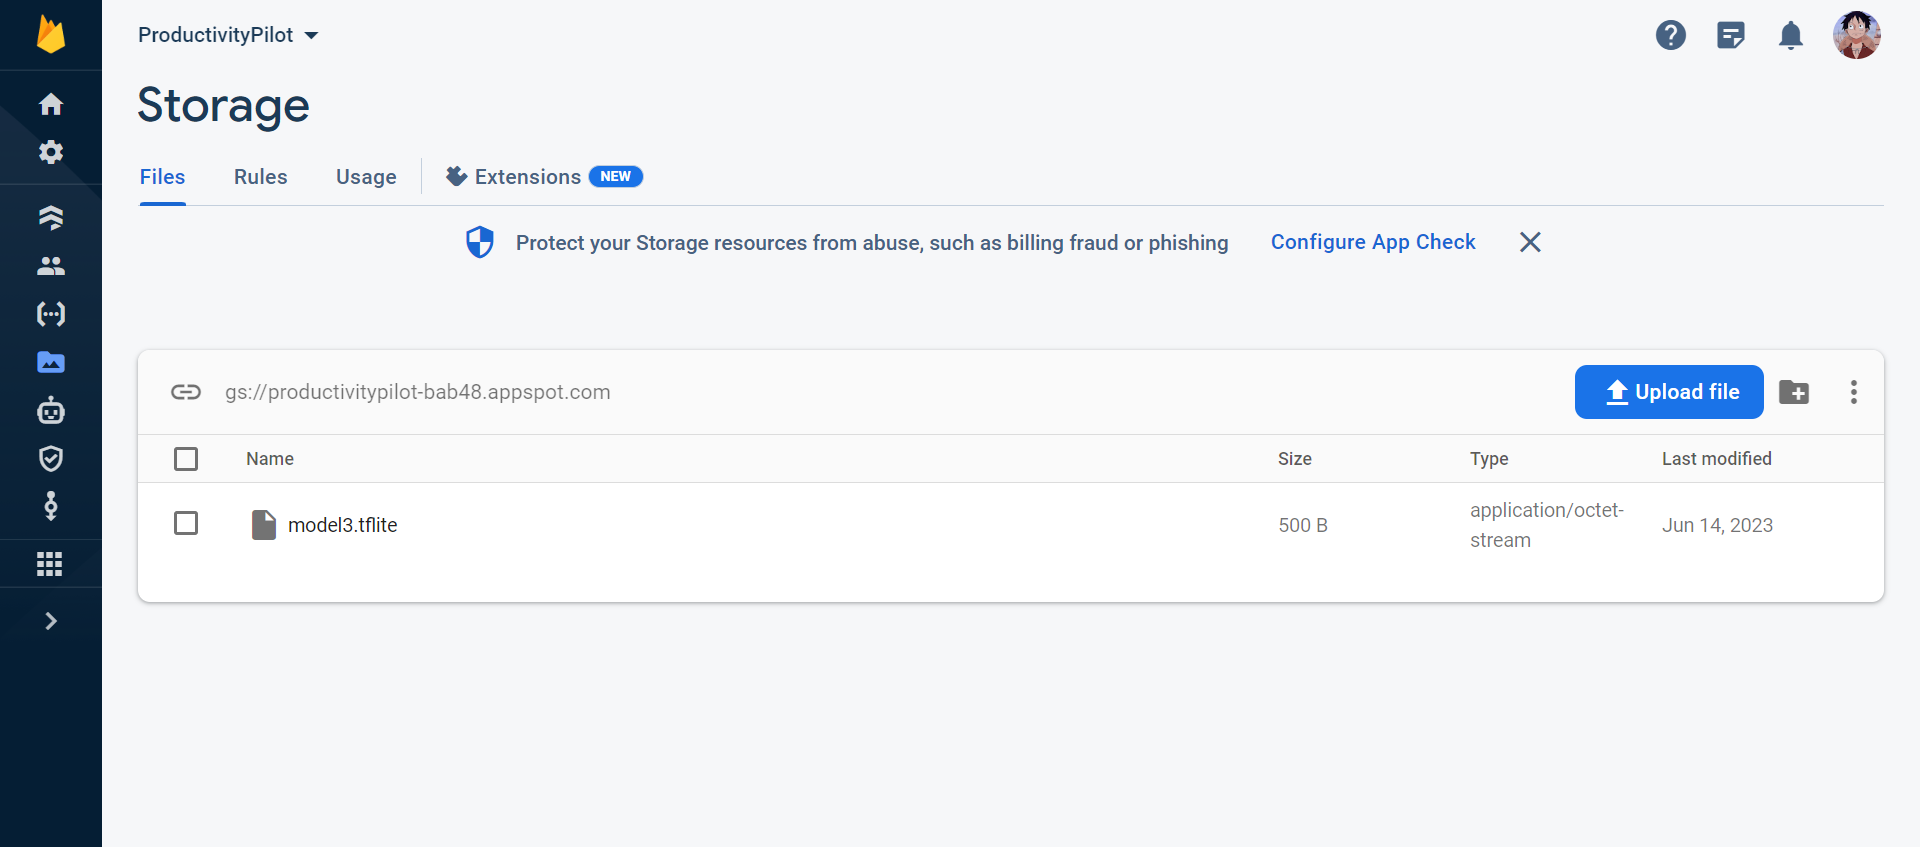 ProductivityPilot
Storage
Files Rules Usage Extensions NEW
Protect your Storage resources from abuse, such as billing fraud or phishing Configure App Check
gs://productivitypilot-bab48.appspot.com Upload file
Name Size Type Last modified
model3.tflite 500 B application/octet-
stream Jun 14, 2023